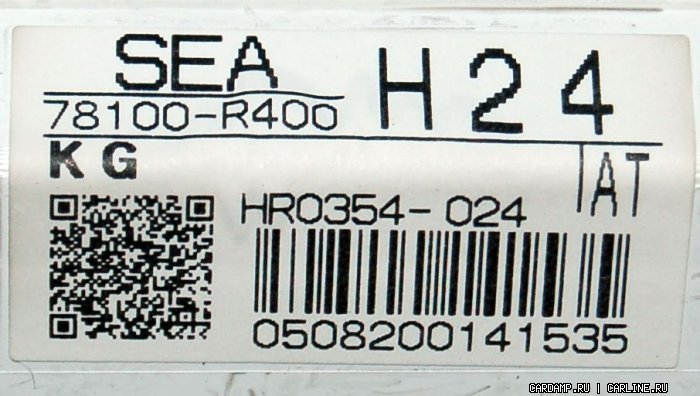 SEA H24
78100-R400
KG
AT
HR0354-024
0508200141535
CARDAMP.RU | CARLINE.RU